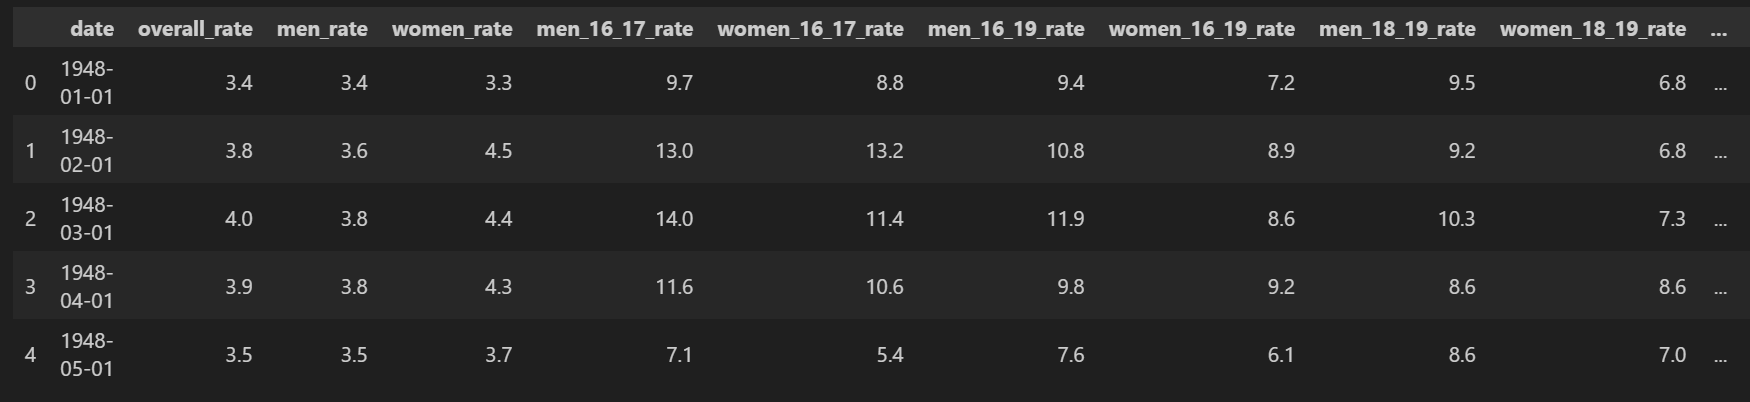 date overall_rate men_rate women_rate men_16_17_rate women_16_17_rate men_16_19_rate women_16_19_rate men_18_19_rate women_18_19_rate ...
0 1948-01-01 3.4 3.4 3.3 9.7 8.8 9.4 7.2 9.5 6.8 ...
1 1948-02-01 3.8 3.6 4.5 13.0 13.2 10.8 8.9 9.2 6.8 ...
2 1948-03-01 4.0 3.8 4.4 14.0 11.4 11.9 8.6 10.3 7.3 ...
3 1948-04-01 3.9 3.8 4.3 11.6 10.6 9.8 9.2 8.6 8.6 ...
4 1948-05-01 3.5 3.5 3.7 7.1 5.4 7.6 6.1 8.6 7.0 ...